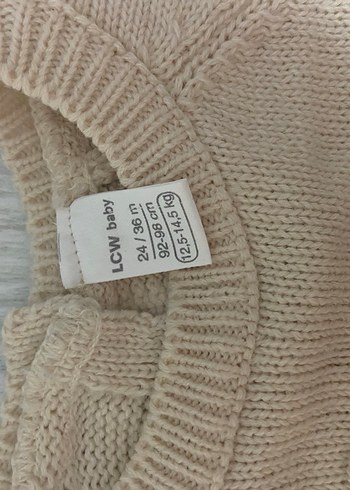 LCW baby
24 / 36 m
92-98 cm
12,5-14,5 kg